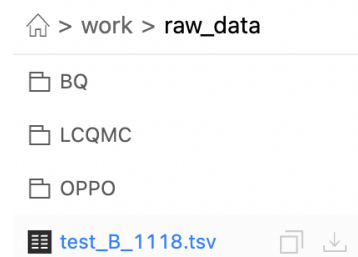 > work > raw_data
BQ
LCQMC
OPPO
test_B_1118.tsv